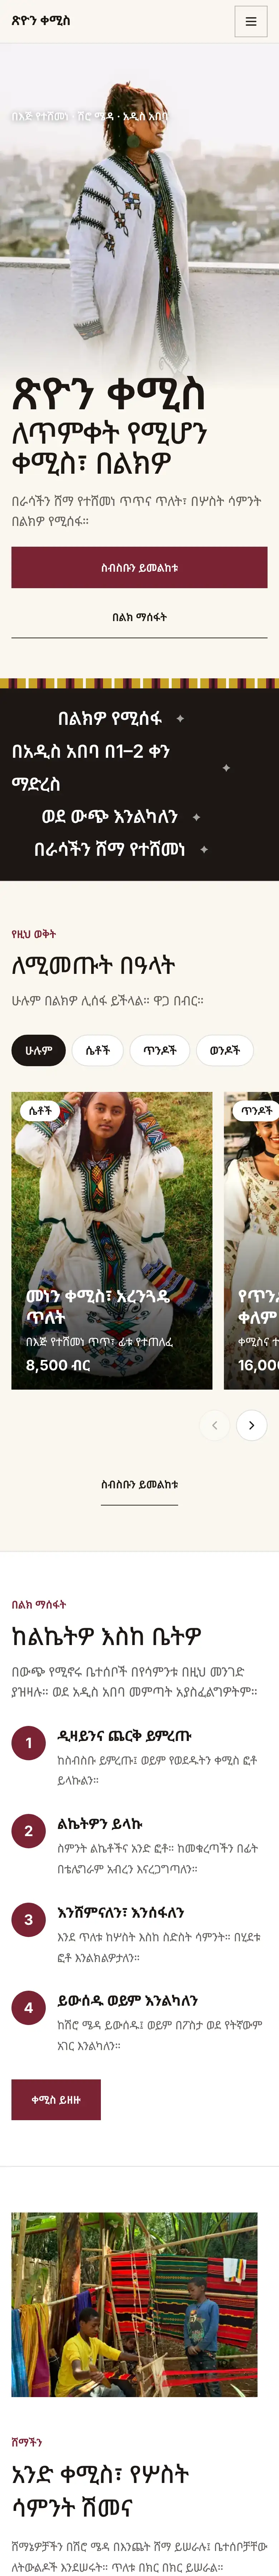 ጽዮን ቀሚስ
በእጅ የተሸመነ · ሽሮ ሜዳ · አዲስ አበባ
ጽዮን ቀሚስ
ለጥምቀት የሚሆን
ቀሚስ፣ በልክዎ
በራሳችን ሸማ የተሸመነ ጥጥና ጥለት፣ በሦስት ሳምንት
በልክዎ የሚሰፋ።
ስብስቡን ይመልከቱ
በልክ ማሰፋት
በልክዎ የሚሰፋ ✦
በአዲስ አበባ በ1–2 ቀን
ማድረስ ✦
ወደ ውጭ እንልካለን ✦
በራሳችን ሸማ የተሸመነ ✦
የዚህ ወቅት
ለሚመጡት በዓላት
ሁሉም በልክዎ ሊሰፋ ይችላል። ዋጋ በብር።
ሁሉም
ሴቶች
ጥንዶች
ወንዶች
ሴቶች
መነን ቀሚስ፣ አረንጓዴ
ጥለት
በእጅ የተሸመነ ጥጥ፣ ፊቱ የተጠለፈ
8,500 ብር
ጥንዶች
የጥን
ቀለም
ቀሚስና ተ
16,00
ስብስቡን ይመልከቱ
በልክ ማሰፋት
ከልኬትዎ እስከ ቤትዎ
በውጭ የሚኖሩ ቤተሰቦች በየሳምንቱ በዚህ መንገድ
ያዝዛሉ። ወደ አዲስ አበባ መምጣት አያስፈልግዎትም።
1
ዲዛይንና ጨርቅ ይምረጡ
ከስብስቡ ይምረጡ፤ ወይም የወደዱትን ቀሚስ ፎቶ
ይላኩልን።
2
ልኬትዎን ይላኩ
ስምንት ልኬቶችና አንድ ፎቶ። ከመቁረጣችን በፊት
በቴሌግራም አብረን እናረጋግጣለን።
3
እንሸምናለን፣ እንሰፋለን
እንደ ጥለቱ ከሦስት እስከ ስድስት ሳምንት። በሂደቱ
ፎቶ እንልክልዎታለን።
4
ይውሰዱ ወይም እንልካለን
ከሽሮ ሜዳ ይውሰዱ፤ ወይም በፖስታ ወደ የትኛውም
አገር እንልካለን።
ቀሚስ ይዘዙ
ሸማችን
አንድ ቀሚስ፣ የሦስት
ሳምንት ሽመና
ሸማኔዎቻችን በሽሮ ሜዳ በእንጨት ሸማ ይሠራሉ፤ ቤተሰቦቻቸው
ለትውልዶች እንደሠሩት። ጥለቱ በክር በክር ይሠራል።